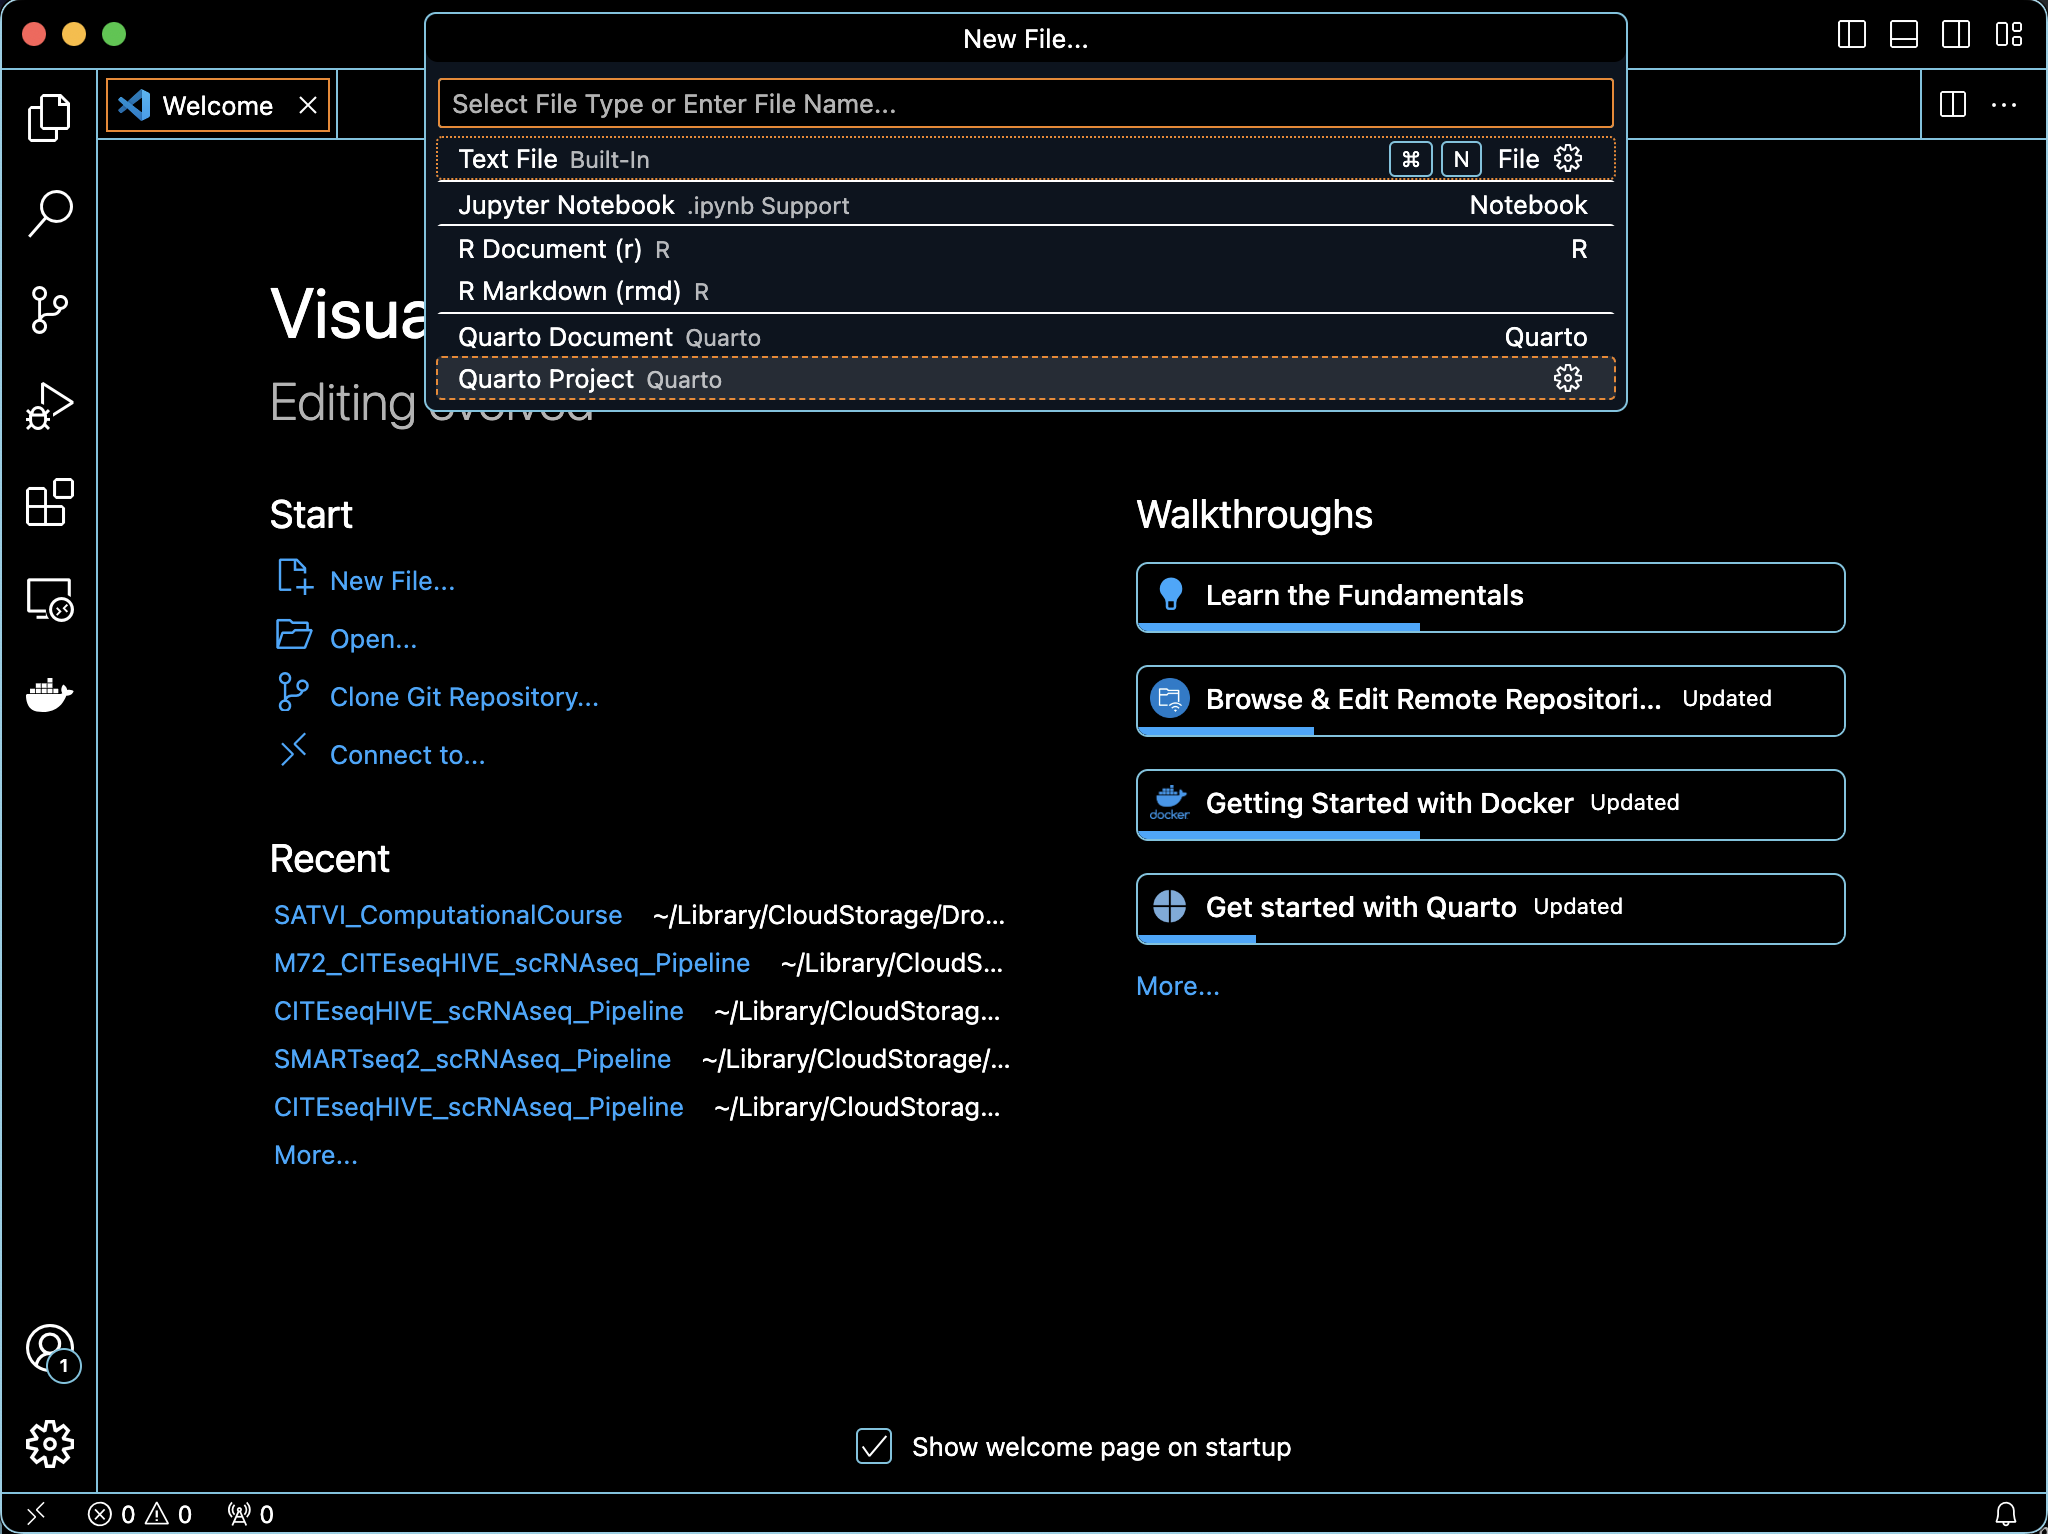 New File...
Welcome
Select File Type or Enter File Name...
Text File Built-In ⌘ N File
Jupyter Notebook .ipynb Support Notebook
R Document (r) R R
R Markdown (rmd) R
Quarto Document Quarto Quarto
Quarto Project Quarto
Editing
Start
New File...
Open...
Clone Git Repository...
Connect to...
Recent
SATVI_ComputationalCourse ~/Library/CloudStorage/Dro...
M72_CITEseqHIVE_scRNAseq_Pipeline ~/Library/CloudS...
CITEseqHIVE_scRNAseq_Pipeline ~/Library/CloudStorag...
SMARTseq2_scRNAseq_Pipeline ~/Library/CloudStorage/...
CITEseqHIVE_scRNAseq_Pipeline ~/Library/CloudStorag...
More...
Walkthroughs
Learn the Fundamentals
Browse & Edit Remote Repositori... Updated
docker
Getting Started with Docker Updated
Get started with Quarto Updated
More...
1
Show welcome page on startup
0 0 0